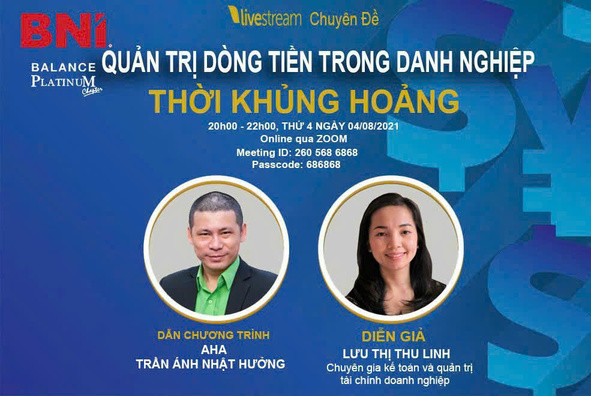 BNI
livestream Chuyên Đề
BALANCE
PLATINUM
Chapter
QUẢN TRỊ DÒNG TIỀN TRONG DANH NGHIỆP
THỜI KHỦNG HOẢNG
20h00 - 22h00, THỨ 4 NGÀY 04/08/2021
Online qua ZOOM
Meeting ID: 260 568 6868
Passcode: 686868
DẪN CHƯƠNG TRÌNH
AHA
TRẦN ÁNH NHẬT HƯỚNG
DIỄN GIẢ
LƯU THỊ THU LINH
Chuyên gia kế toán và quản trị
tài chính doanh nghiệp